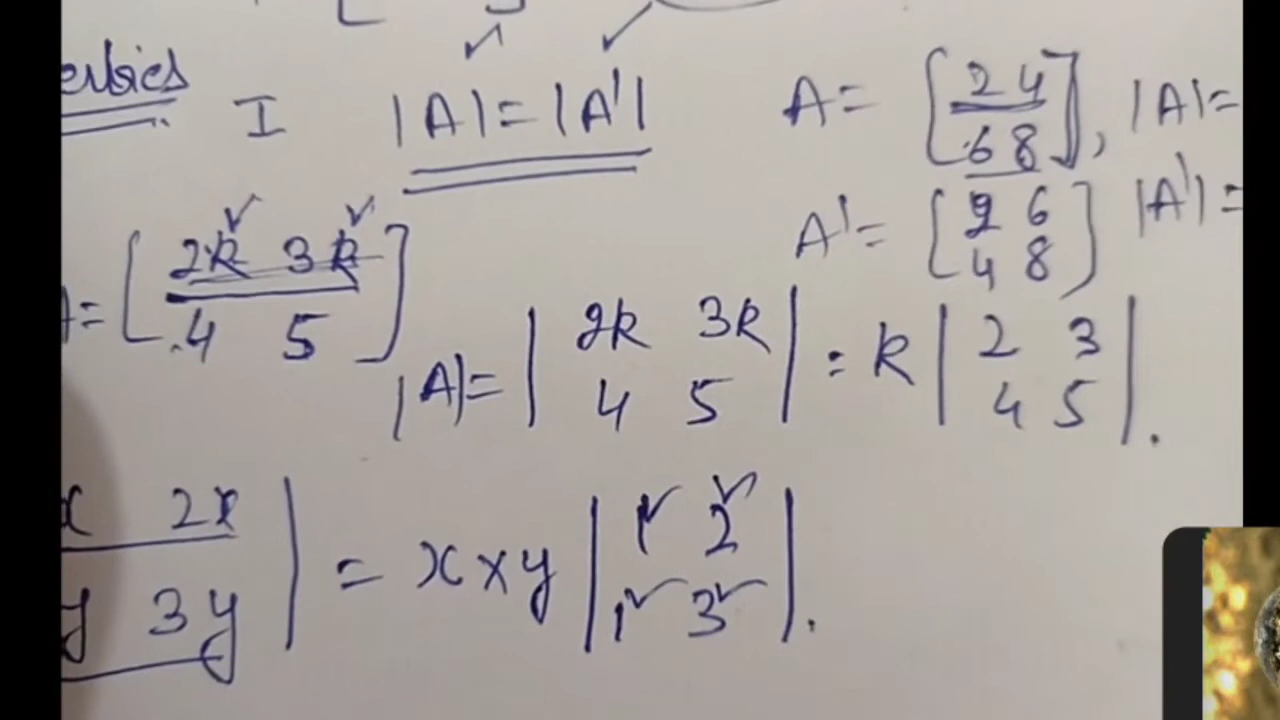 erties I |A| = |A'| A = [2 4
6 8], |A| =
A' = [2 6
4 8] |A'| =
A = [2k 3k
4 5]
|A| = |2k 3k
4 5| = k |2 3
4 5|.
x 2x
y 3y| = x × y |1 2
1 3|.